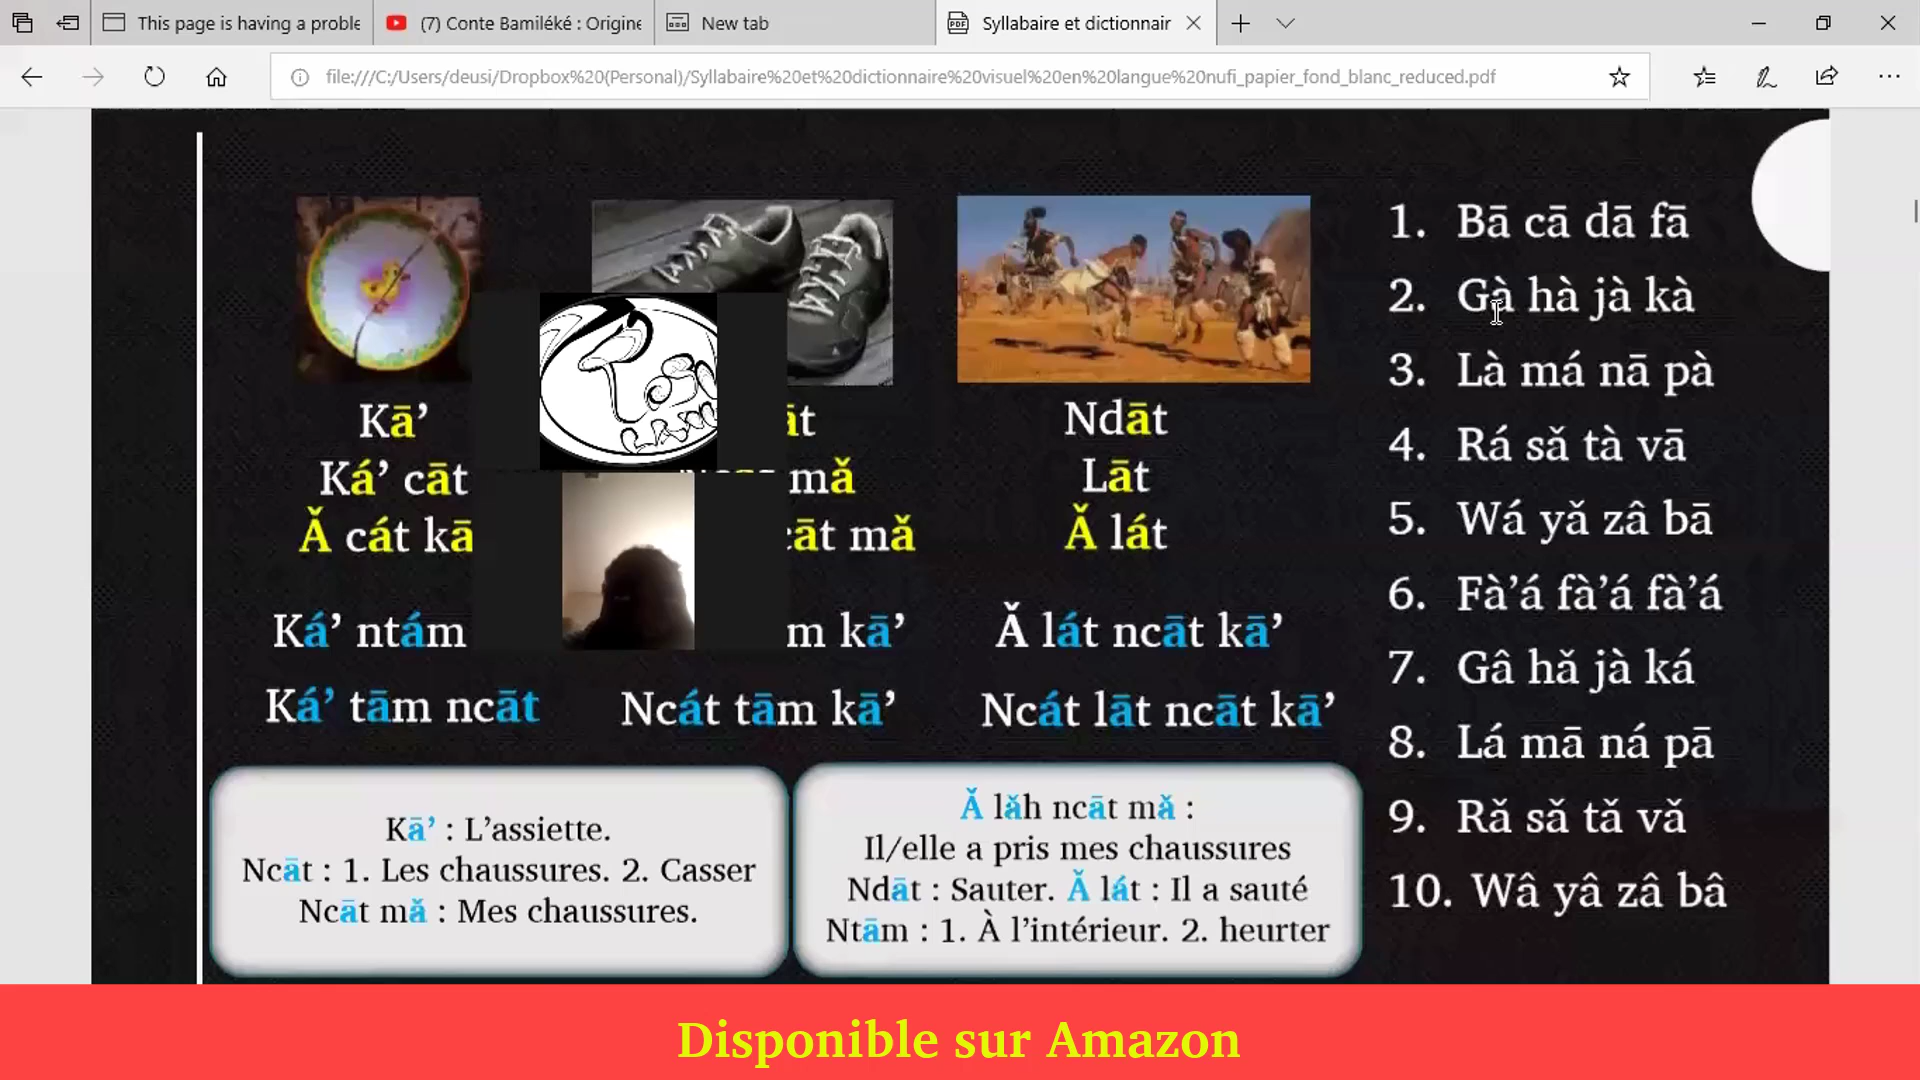 This page is having a proble
(7) Conte Bamiléké : Origine
New tab
Syllabaire et dictionnair
file:///C:/Users/deusi/Dropbox%20(Personal)/Syllabaire%20et%20dictionnaire%20visuel%20en%20langue%20nufi_papier_fond_blanc_reduced.pdf
Kā’
Ká’ cāt
Ǎ cát kā
Ká’ ntám
Ká’ tām ncāt
āt
mǎ
cāt mǎ
m kā’
Ncát tām kā’
Ndāt
Lāt
Ǎ lát
Ǎ lát ncāt kā’
Ncát lāt ncāt kā’
1. Bā cā dā fā
2. Gà hà jà kà
3. Là má nā pà
4. Rá sǎ tà vā
5. Wá yǎ zâ bā
6. Fà’á fà’á fà’á
7. Gâ hǎ jà ká
8. Lá mā ná pā
9. Rǎ sǎ tǎ vǎ
10. Wâ yâ zâ bâ
Kā’ : L’assiette.
Ncāt : 1. Les chaussures. 2. Casser
Ncāt mǎ : Mes chaussures.
Ǎ lǎh ncāt mǎ :
Il/elle a pris mes chaussures
Ndāt : Sauter. Ǎ lát : Il a sauté
Ntām : 1. À l’intérieur. 2. heurter
Disponible sur Amazon